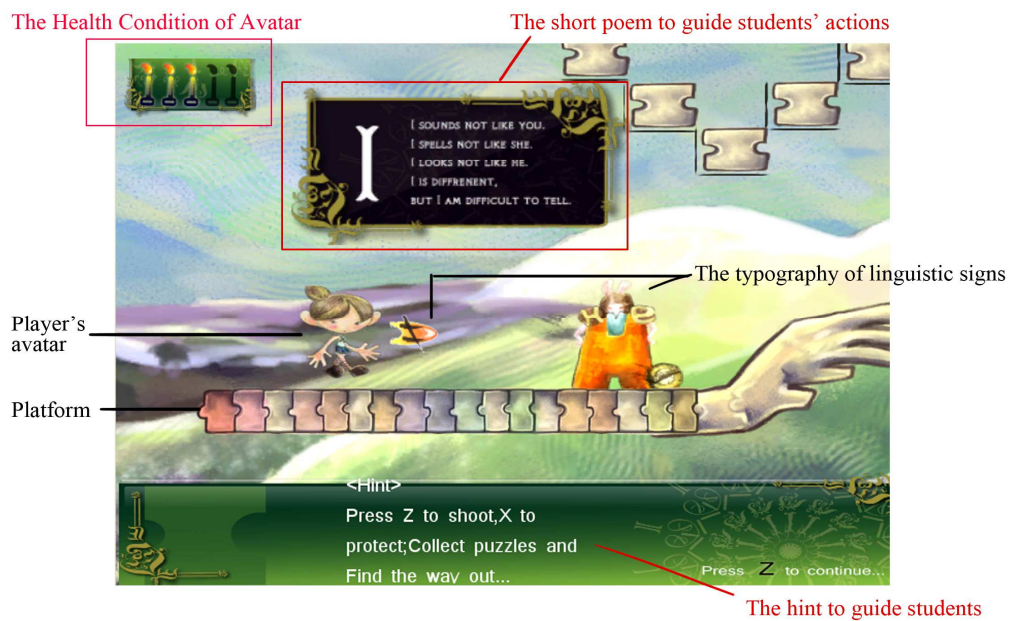 The Health Condition of Avatar
The short poem to guide students' actions
I
I SOUNDS NOT LIKE YOU.
I SPELLS NOT LIKE SHE.
I LOOKS NOT LIKE HE.
I IS DIFFRENENT,
BUT I AM DIFFICULT TO TELL.
The typography of linguistic signs
Player's
avatar
Platform
<Hint>
Press Z to shoot,X to
protect;Collect puzzles and
Find the way out...
Press Z to continue...
The hint to guide students